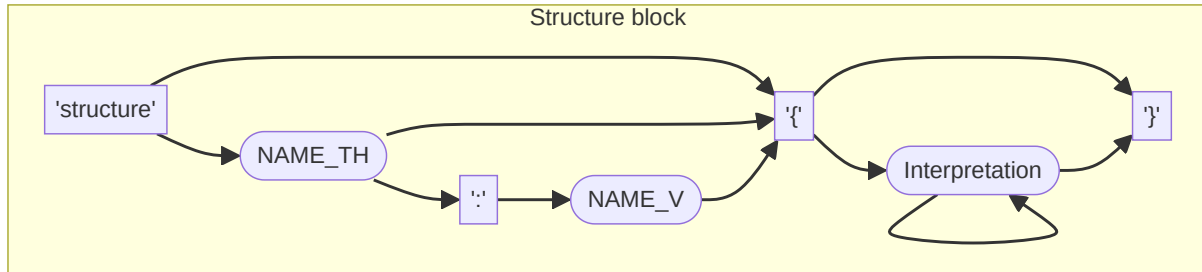 Structure block
'structure'
NAME_TH
':'
NAME_V
'{'
Interpretation
'}'